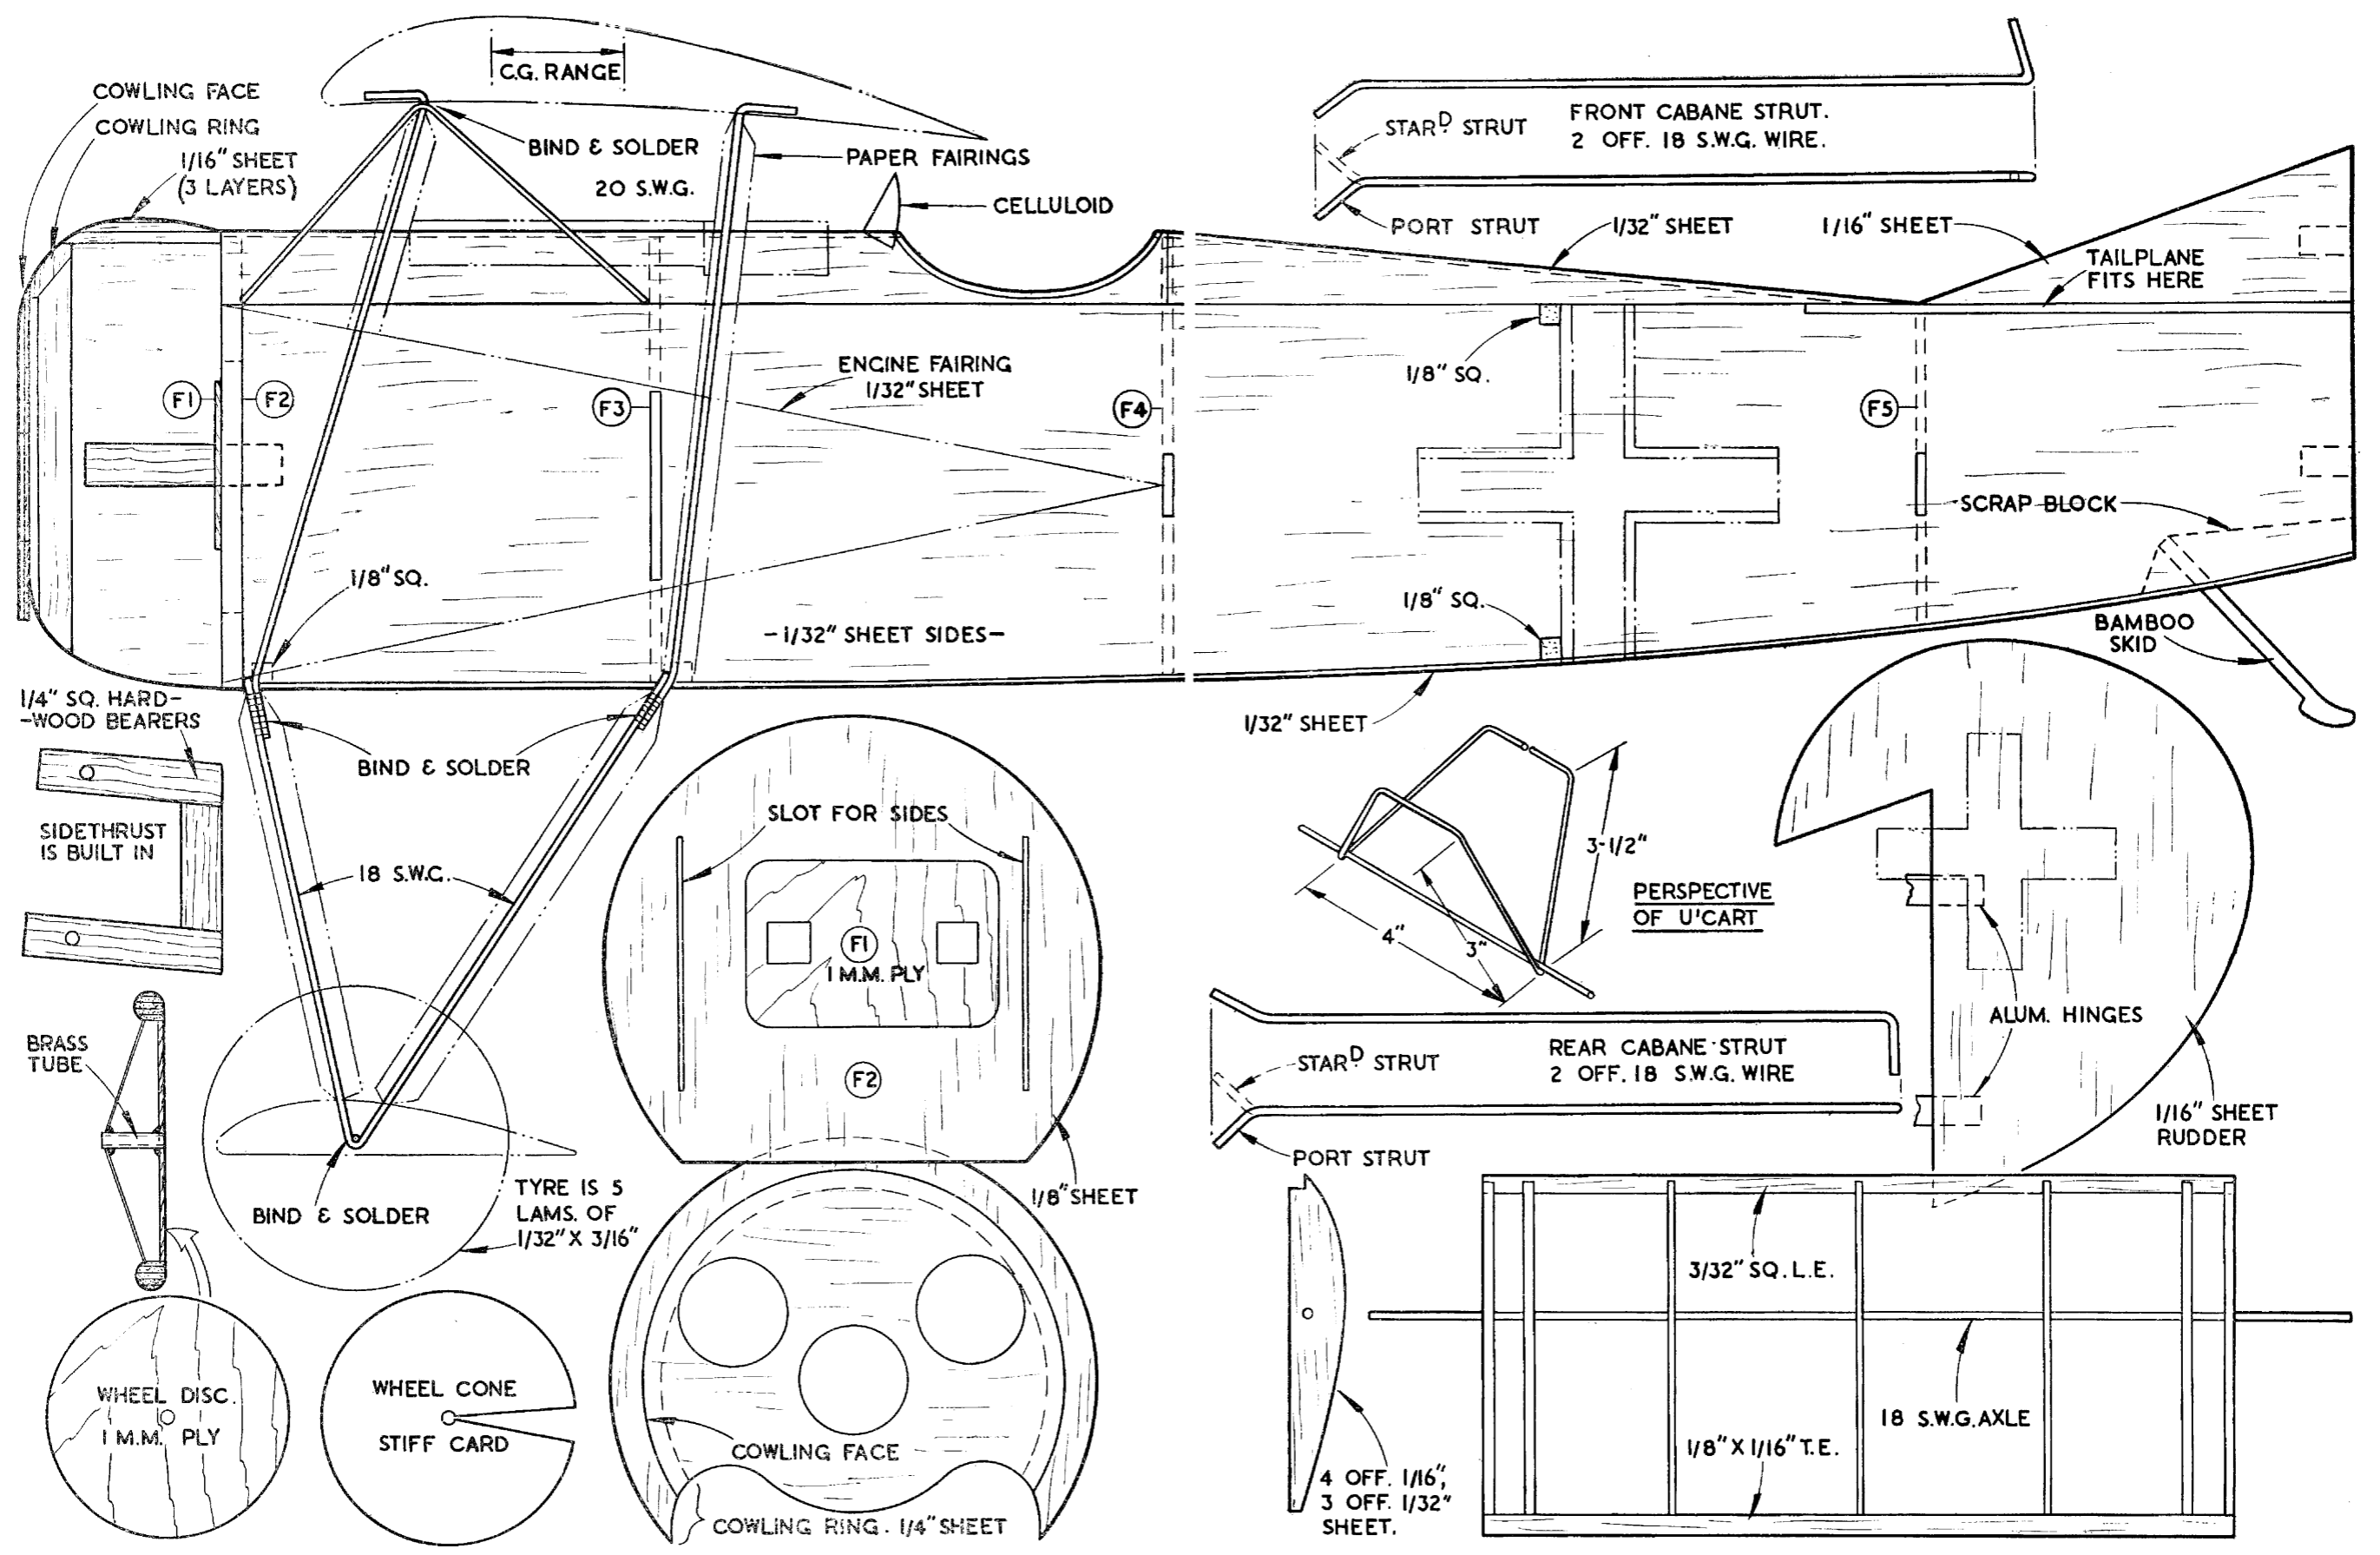 COWLING FACE
COWLING RING
1/16" SHEET
(3 LAYERS)
C.G. RANGE
BIND & SOLDER
20 S.W.G.
PAPER FAIRINGS
CELLULOID
STARD STRUT
FRONT CABANE STRUT.
2 OFF. 18 S.W.G. WIRE.
PORT STRUT
1/32" SHEET
1/16" SHEET
TAILPLANE
FITS HERE
F1
F2
F3
ENGINE FAIRING
1/32" SHEET
F4
1/8" SQ.
F5
SCRAP BLOCK
1/8" SQ.
-1/32" SHEET SIDES-
1/8" SQ.
BAMBOO
SKID
1/4" SQ. HARD-
-WOOD BEARERS
BIND & SOLDER
1/32" SHEET
SIDETHRUST
IS BUILT IN
SLOT FOR SIDES
18 S.W.G.
F1
1 M.M. PLY
F2
3-1/2"
4"
3"
PERSPECTIVE
OF U'CART
BRASS
TUBE
STARD STRUT
REAR CABANE STRUT
2 OFF. 18 S.W.G. WIRE
PORT STRUT
ALUM. HINGES
1/16" SHEET
RUDDER
BIND & SOLDER
TYRE IS 5
LAMS. OF
1/32" X 3/16"
1/8" SHEET
WHEEL DISC.
1 M.M. PLY
WHEEL CONE
STIFF CARD
COWLING FACE
COWLING RING. 1/4" SHEET
4 OFF. 1/16",
3 OFF. 1/32"
SHEET.
3/32" SQ. L.E.
18 S.W.G. AXLE
1/8" X 1/16" T.E.